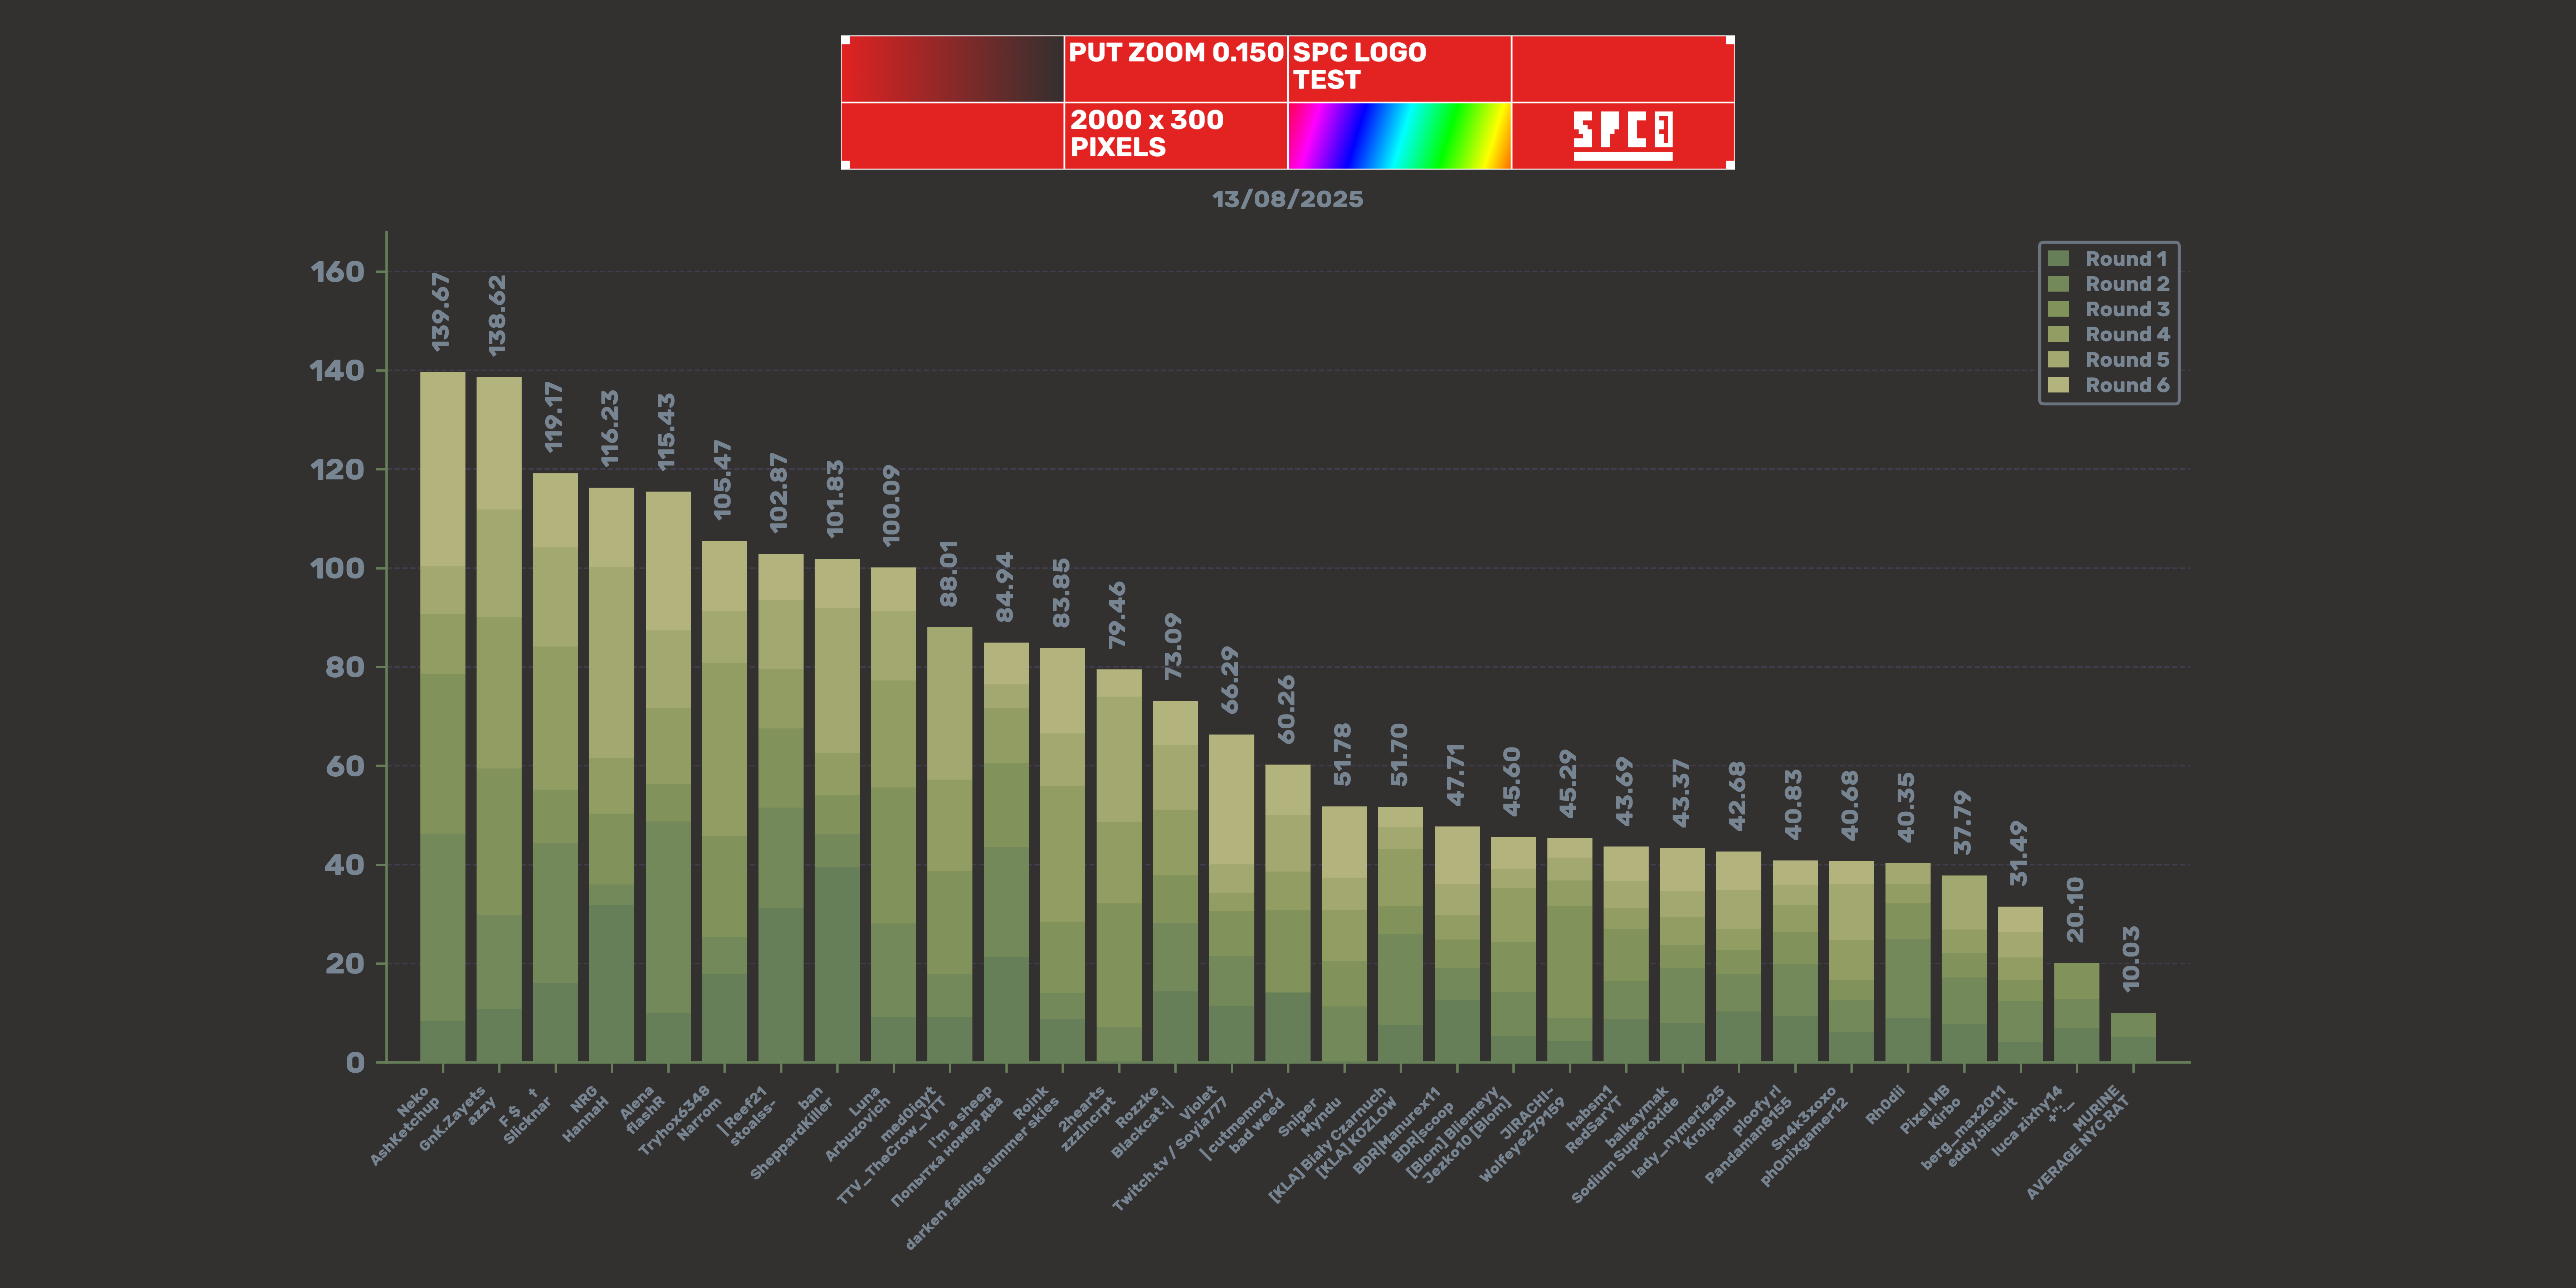 PUT ZOOM 0.150
SPC LOGO
TEST
2000 x 300
PIXELS
SPC
13/08/2025
160
140
120
100
80
60
40
20
0
139.67
138.62
119.17
116.23
115.43
105.47
102.87
101.83
100.09
88.01
84.94
83.85
79.46
73.09
66.29
60.26
51.78
51.70
47.71
45.60
45.29
43.69
43.37
42.68
40.83
40.68
40.35
37.79
31.49
20.10
10.03
Round 1
Round 2
Round 3
Round 4
Round 5
Round 6
Neko
AshKetchup
GnK.Zayets
azzy
F $ t
Slicknar
NRG
HannaH
Alena
flashR
Tryhox6348
Narrom
|Reef21
stoalss-
ban
SheppardKiller
Luna
Arbuzovich
med0iqyt
TTV_TheCrow_VTT
I'm a sheep
Попытка номер два
Roink
darken fading summer skies
2hearts
zzzincrpt
Rozzke
Blackcat:|
Violet
Twitch.tv / Soyla777
| cutmemory
bad weed
Sniper
Myndu
[KLA] Biały Czarnuch
[KLA] KOZLOW
BDR|Manurex11
BDR|scoop
[Blom] Bliemeyy
Jezko10 [Blom]
JIRACHI-
Wolfeye279159
habsm1
RedSarYT
balkaymak
Sodium Superoxide
lady_nymeria25
Krolpand
ploofy rl
Pandaman8155
Sn4k3xoxo
ph0nixgamer12
Rh0dii
Pixel MB
Kirbo
berg_max2011
eddy.biscuit
luca zixhy14
+";._
MURINE
AVERAGE NYC RAT